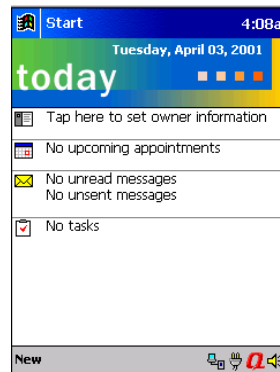 Start 4:08a
Tuesday, April 03, 2001
today
Tap here to set owner information
No upcoming appointments
No unread messages
No unsent messages
No tasks
New